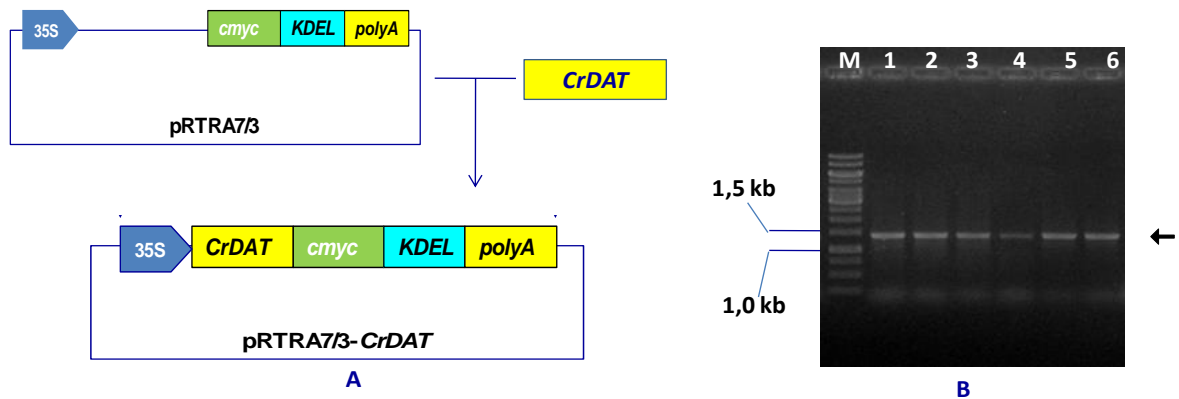 35S cmyc KDEL polyA
pRTRA7/3
CrDAT
35S CrDAT cmyc KDEL polyA
pRTRA7/3-CrDAT
A
M 1 2 3 4 5 6
1,5 kb
1,0 kb
B